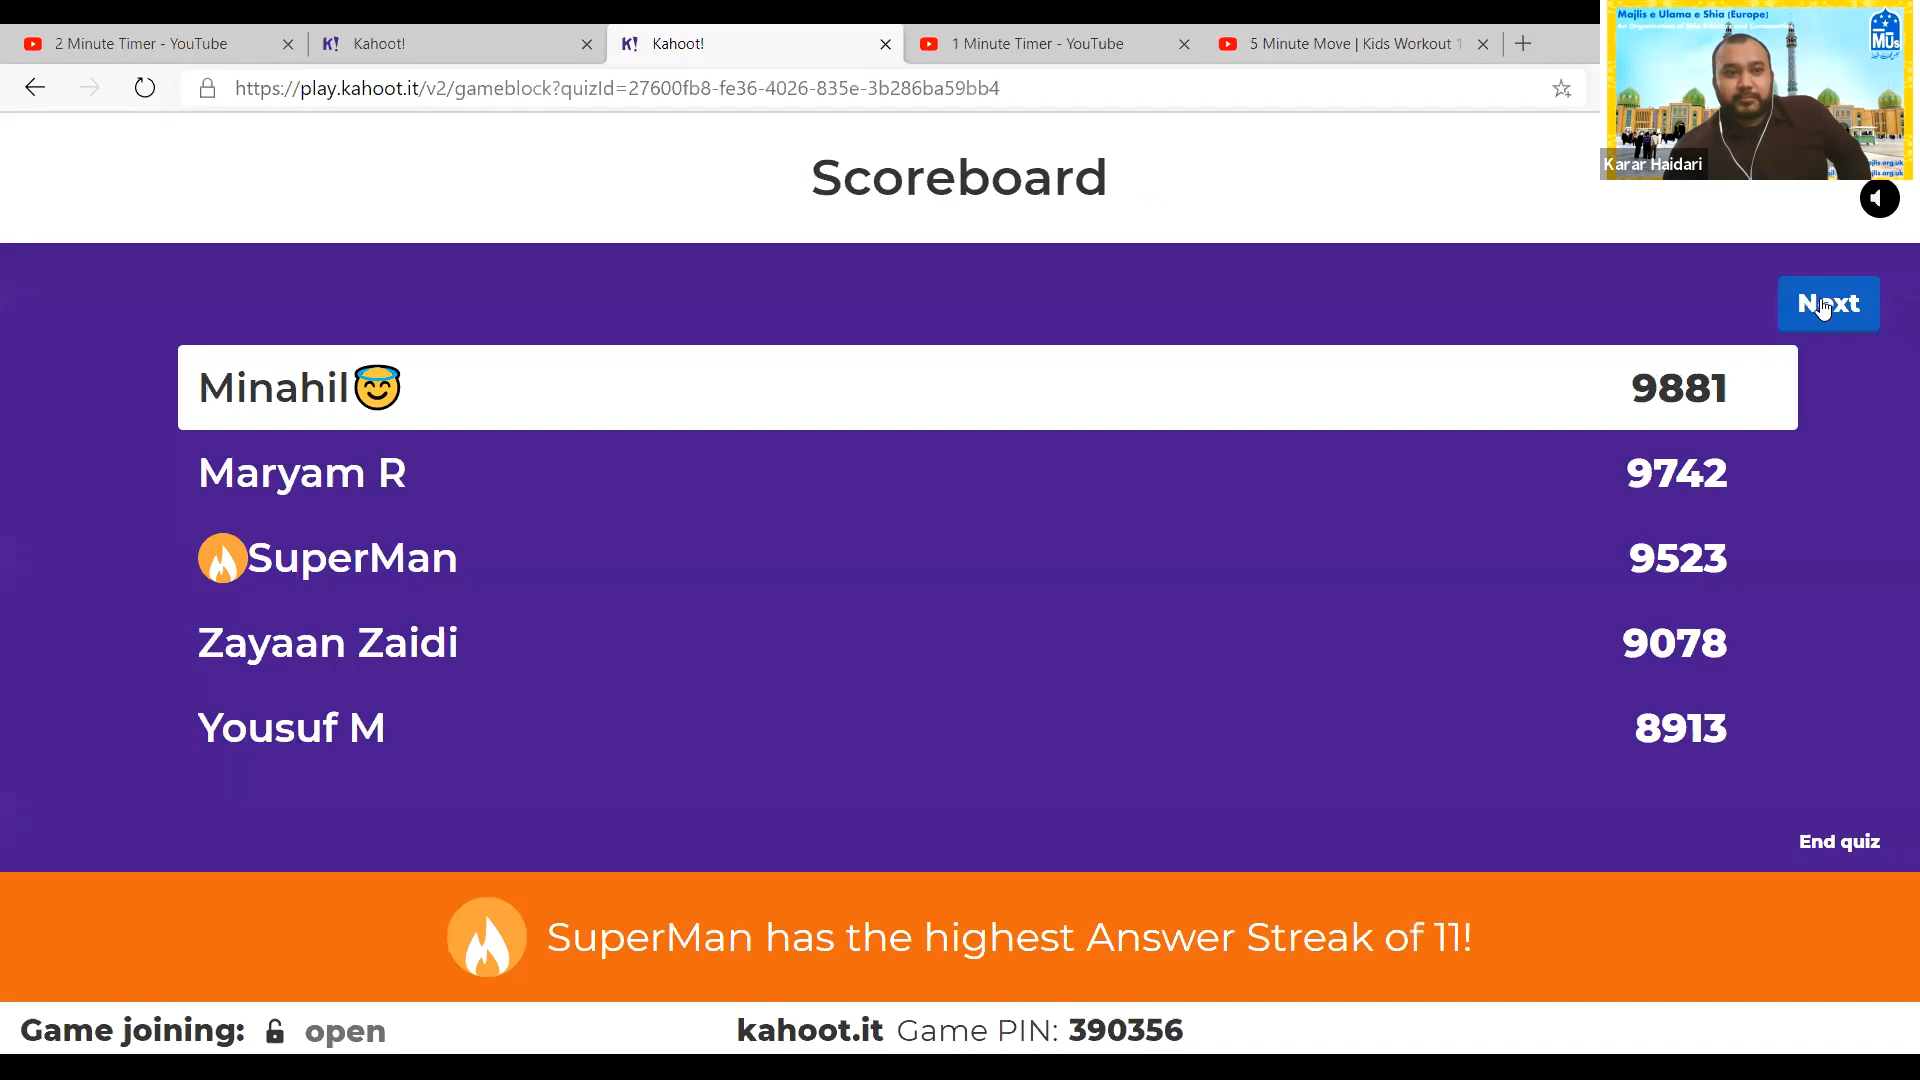 2 Minute Timer - YouTube
Kahoot!
Kahoot!
1 Minute Timer - YouTube
5 Minute Move | Kids Workout 1
https://play.kahoot.it/v2/gameblock?quizId=27600fb8-fe36-4026-835e-3b286ba59bb4
Majlis e Ulama e Shia (Europe)
MUS
Karar Haidari
Scoreboard
Next
Minahil😇 9881
Maryam R 9742
SuperMan 9523
Zayaan Zaidi 9078
Yousuf M 8913
End quiz
SuperMan has the highest Answer Streak of 11!
Game joining: open
kahoot.it Game PIN: 390356